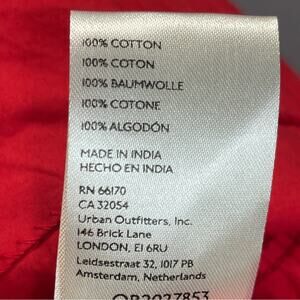 100% COTTON
100% COTON
100% BAUMWOLLE
100% COTONE
100% ALGODÓN
MADE IN INDIA
HECHO EN INDIA
RN 66170
CA 32054
Urban Outfitters, Inc.
146 Brick Lane
LONDON, E1 6RU
Leidsestraat 32, 1017 PB
Amsterdam, Netherlands